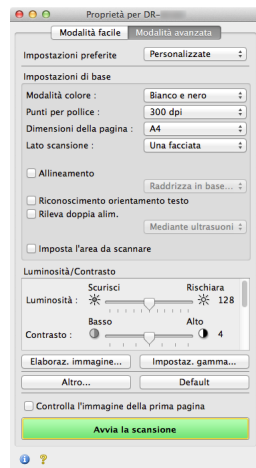 Proprietà per DR-
Modalità facile Modalità avanzata
Impostazioni preferite Personalizzate
Impostazioni di base
Modalità colore : Bianco e nero
Punti per pollice : 300 dpi
Dimensioni della pagina : A4
Lato scansione : Una facciata
Allineamento
Raddrizza in base...
Riconoscimento orientamento testo
Rileva doppia alim.
Mediante ultrasuoni
Imposta l'area da scannare
Luminosità/Contrasto
Scurisci Rischiara
Luminosità : 128
Basso Alto
Contrasto : 4
Elaboraz. immagine... Impostaz. gamma...
Altro... Default
Controlla l'immagine della prima pagina
Avvia la scansione